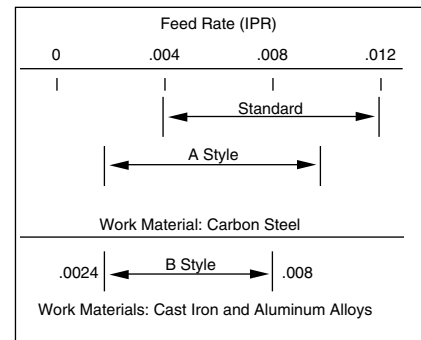 Feed Rate (IPR)
0 .004 .008 .012
Standard
A Style
Work Material: Carbon Steel
.0024 B Style .008
Work Materials: Cast Iron and Aluminum Alloys